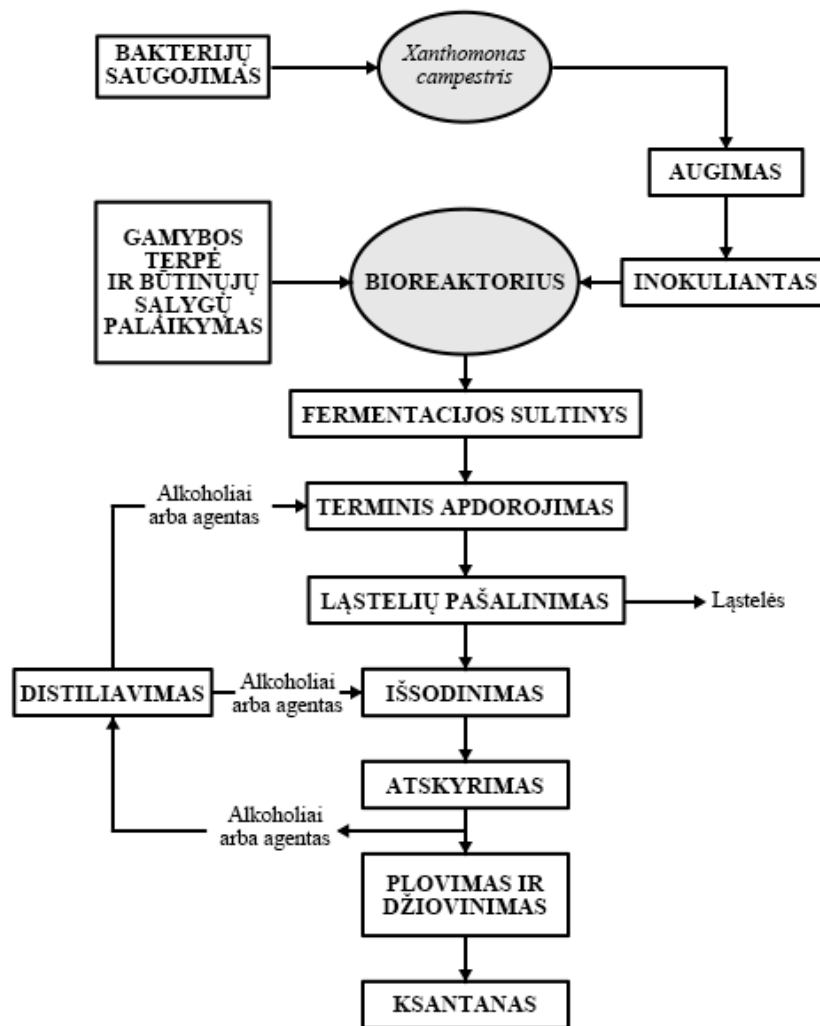 BAKTERIJŲ
SAUGOJIMAS
Xanthomonas
campestris
AUGIMAS
GAMYBOS
TERPĖ
IR BŪTINŲJŲ
SĄLYGŲ
PALAIKYMAS
BIOREAKTORIUS
INOKULIANTAS
FERMENTACIJOS SULTINYS
Alkoholiai
arba agentas
TERMINIS APDOROJIMAS
LĄSTELIŲ PAŠALINIMAS
Ląstelės
DISTILIAVIMAS
Alkoholiai
arba agentas
IŠSODINIMAS
ATSKYRIMAS
Alkoholiai
arba agentas
PLOVIMAS IR
DŽIOVINIMAS
KSANTANAS